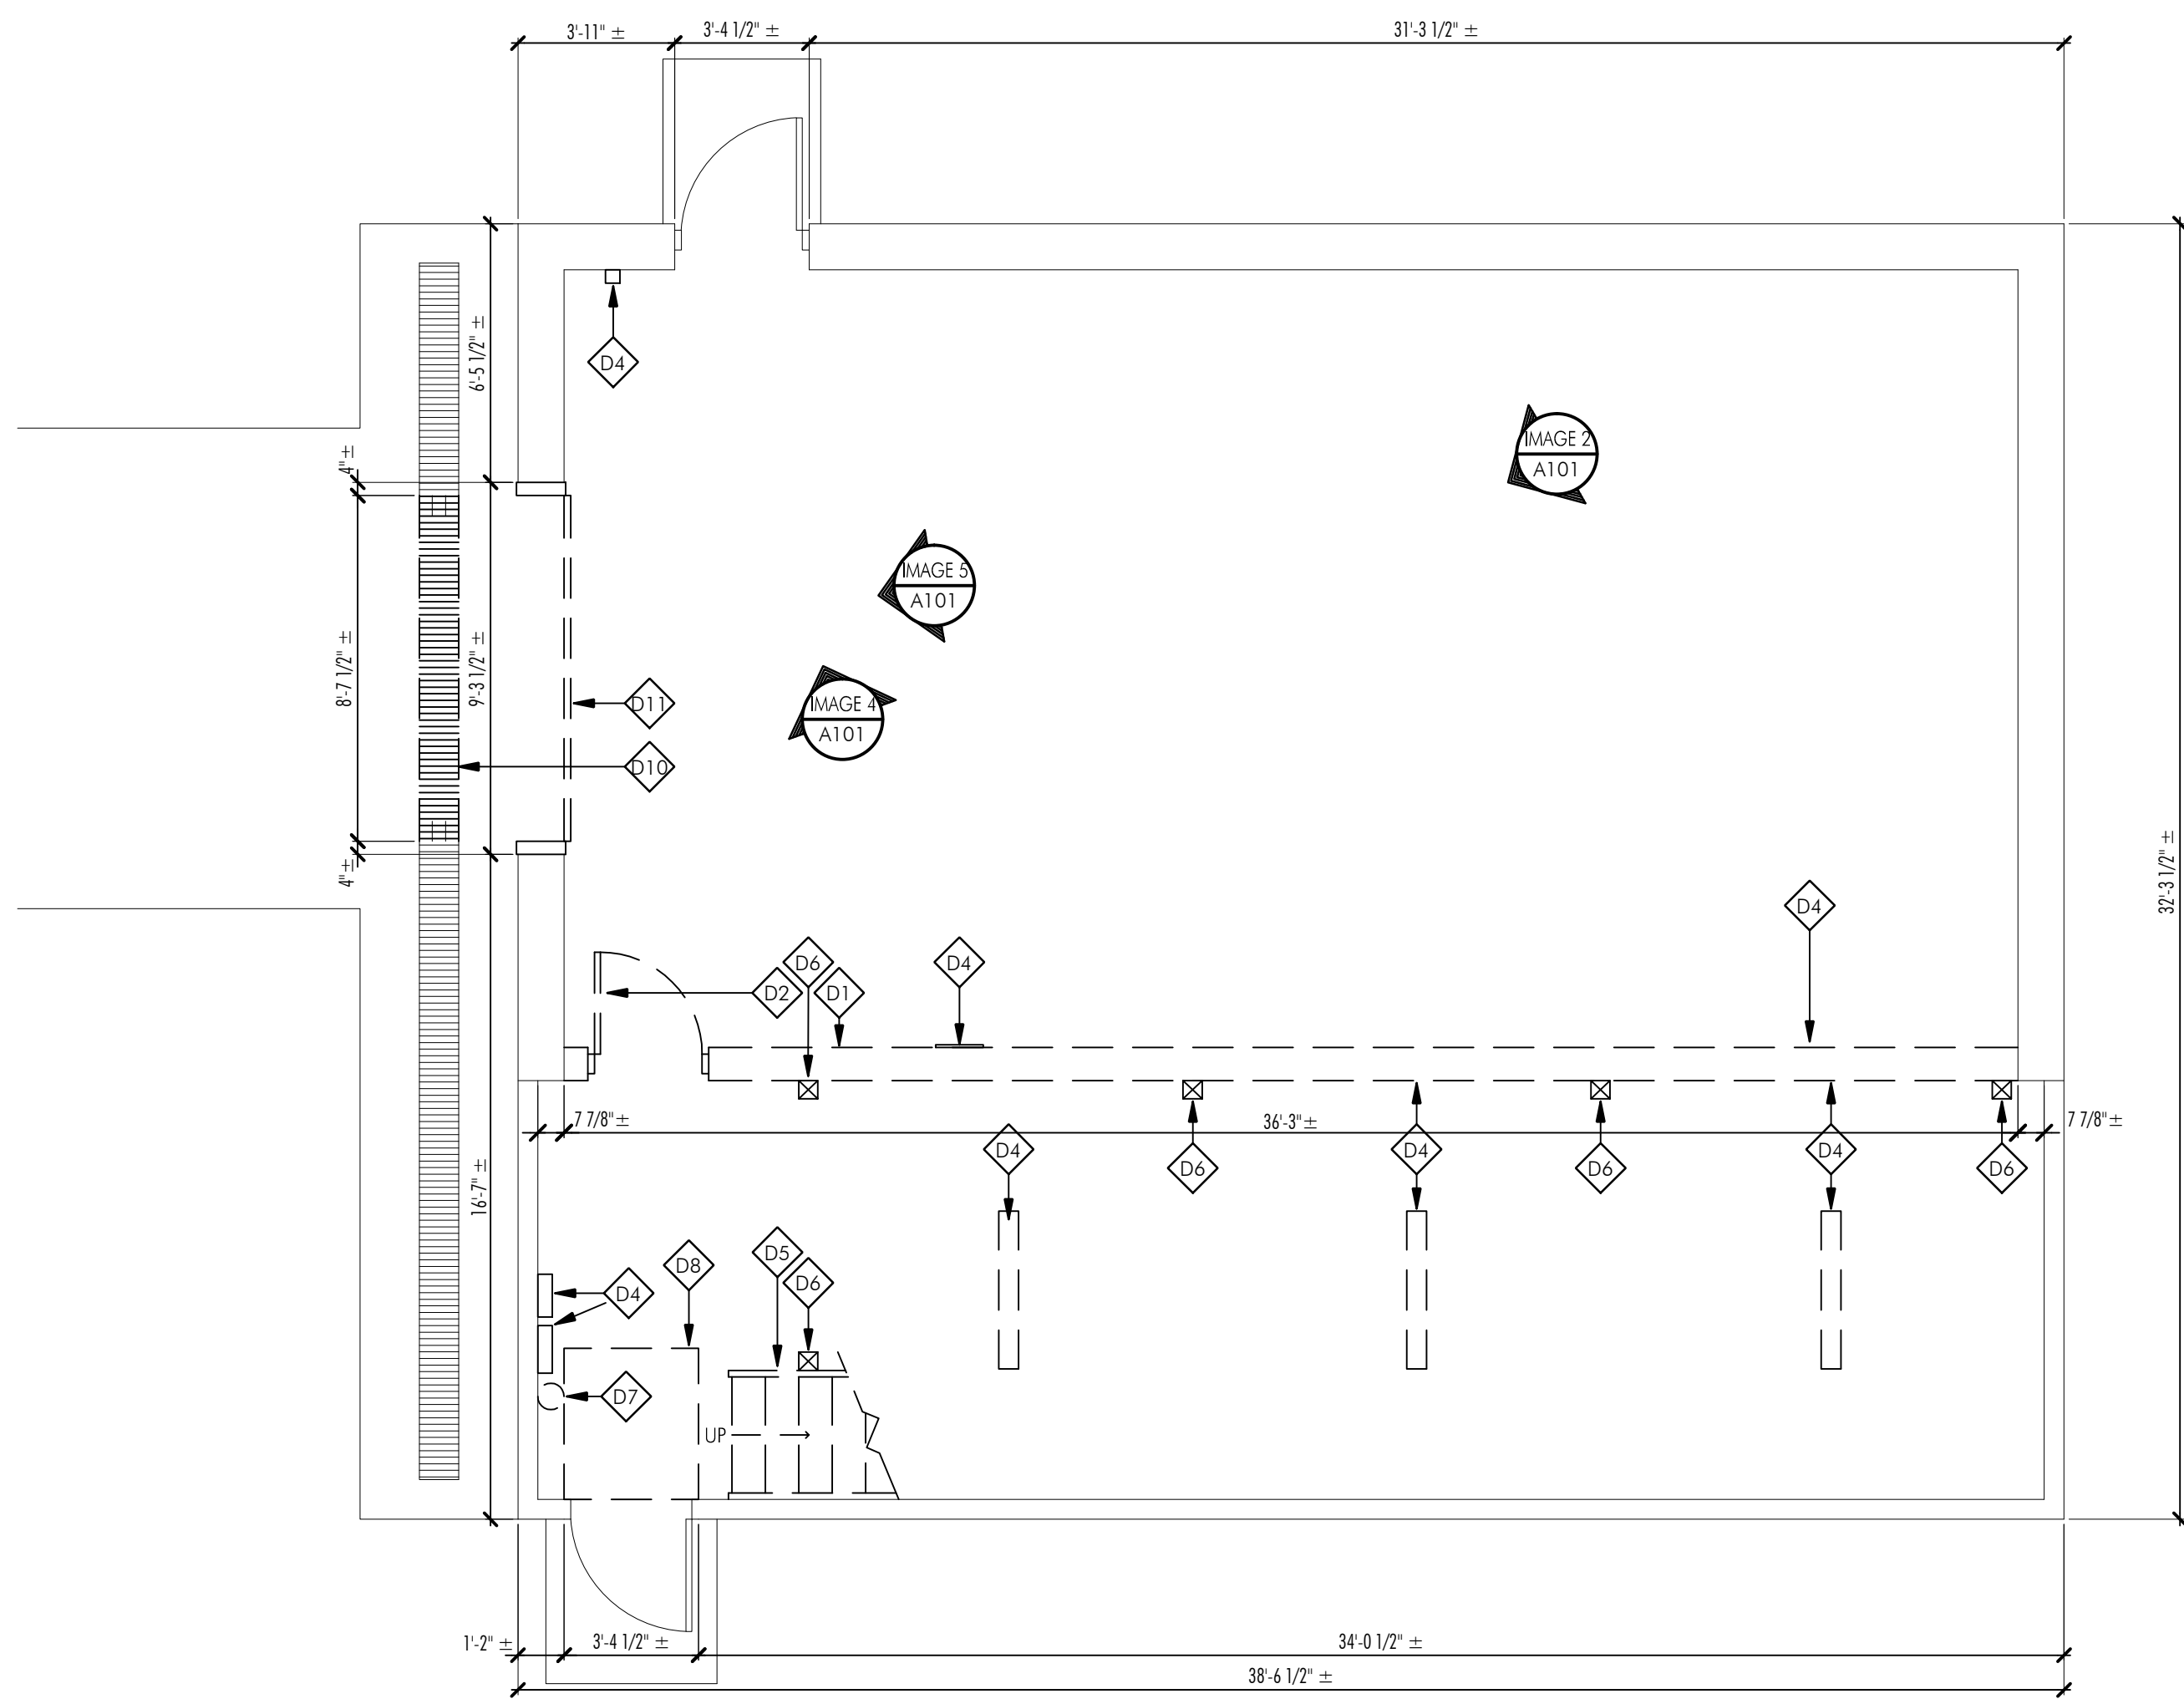 3'-11" ±
3'-4 1/2" ±
31'-3 1/2" ±
6'-5 1/2" ±
D4
4"±
IMAGE 2
A101
IMAGE 5
A101
8'-7 1/2" ±
9'-3 1/2" ±
D11
IMAGE 4
A101
D10
4"±
32'-3 1/2" ±
D4
D6
D4
D2
D1
7 7/8"±
36'-3"±
7 7/8"±
D4
D4
D4
D6
D6
D6
16'-7" ±
D5
D8
D6
D4
D7
UP
1'-2" ±
3'-4 1/2" ±
34'-0 1/2" ±
38'-6 1/2" ±